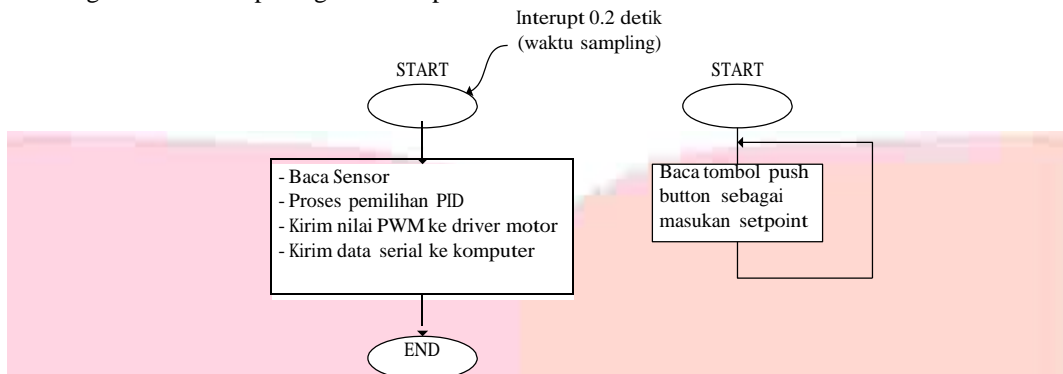 Interupt 0.2 detik
(waktu sampling)
START
START
- Baca Sensor
- Proses pemilihan PID
- Kirim nilai PWM ke driver motor
- Kirim data serial ke komputer
Baca tombol push
button sebagai
masukan setpoint
END